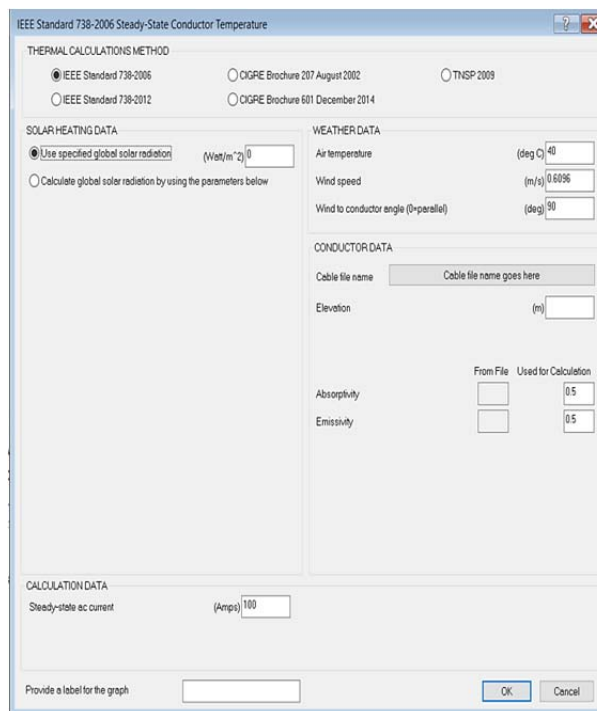 IEEE Standard 738-2006 Steady-State Conductor Temperature
THERMAL CALCULATIONS METHOD
IEEE Standard 738-2006
CIGRE Brochure 207 August 2002
TNSP 2009
IEEE Standard 738-2012
CIGRE Brochure 601 December 2014
SOLAR HEATING DATA
Use specified global solar radiation (Watt/m^2) 0
Calculate global solar radiation by using the parameters below
WEATHER DATA
Air temperature (deg C) 40
Wind speed (m/s) 0.6096
Wind to conductor angle (0=parallel) (deg) 90
CONDUCTOR DATA
Cable file name Cable file name goes here
Elevation (m)
From File Used for Calculation
Absorptivity 0.5
Emissivity 0.5
CALCULATION DATA
Steady-state ac current (Amps) 100
Provide a label for the graph
OK Cancel